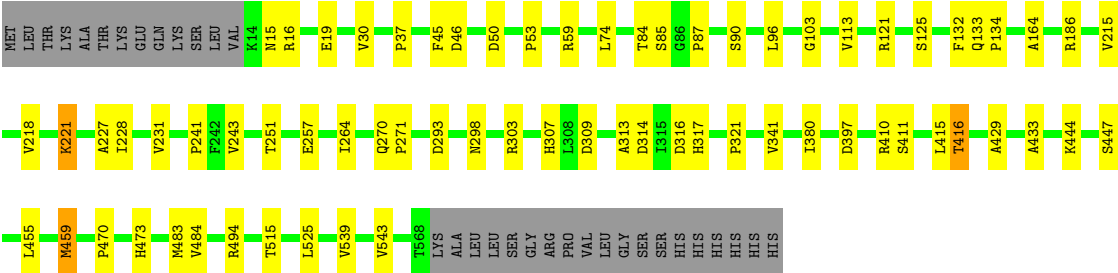 MET LEU THR LYS ALA THR LYS GLU GLN LYS SER LEU VAL K14 N15 R16 E19 V30 P37 F45 D46 D50 P53 R59 L74 T84 S85 G86 P87 S90 L96 G103 V113 R121 S125 F132 Q133 P134 A164 R186 V215
V218 K221 A227 I228 V231 P241 F242 V243 T251 E257 I264 Q270 P271 D293 N298 R303 H307 L308 D309 A313 D314 I315 D316 H317 P321 V341 I380 D397 R410 S411 L415 T416 A429 A433 K444 S447
L455 M459 P470 H473 M483 V484 R494 T515 L525 V539 V543 T568 LYS ALA LEU LEU SER GLY ARG PRO VAL LEU GLY SER SER HIS HIS HIS HIS HIS HIS